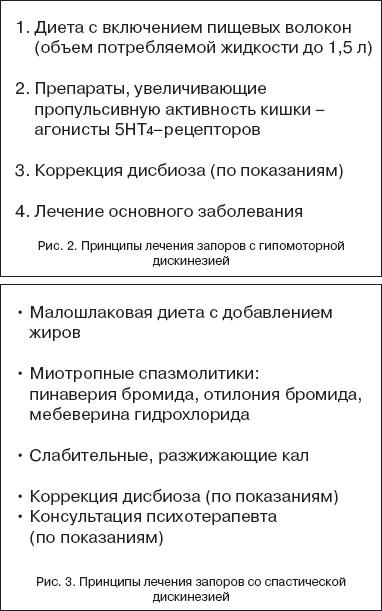 1. Диета с включением пищевых волокон
(объем потребляемой жидкости до 1,5 л)
2. Препараты, увеличивающие
пропульсивную активность кишки –
агонисты 5НТ4–рецепторов
3. Коррекция дисбиоза (по показаниям)
4. Лечение основного заболевания
Рис. 2. Принципы лечения запоров с гипомоторной
дискинезией
• Малошлаковая диета с добавлением
жиров
• Миотропные спазмолитики:
пинаверия бромида, отилония бромида,
мебеверина гидрохлорида
• Слабительные, разжижающие кал
• Коррекция дисбиоза (по показаниям)
• Консультация психотерапевта
(по показаниям)
Рис. 3. Принципы лечения запоров со спастической
дискинезией